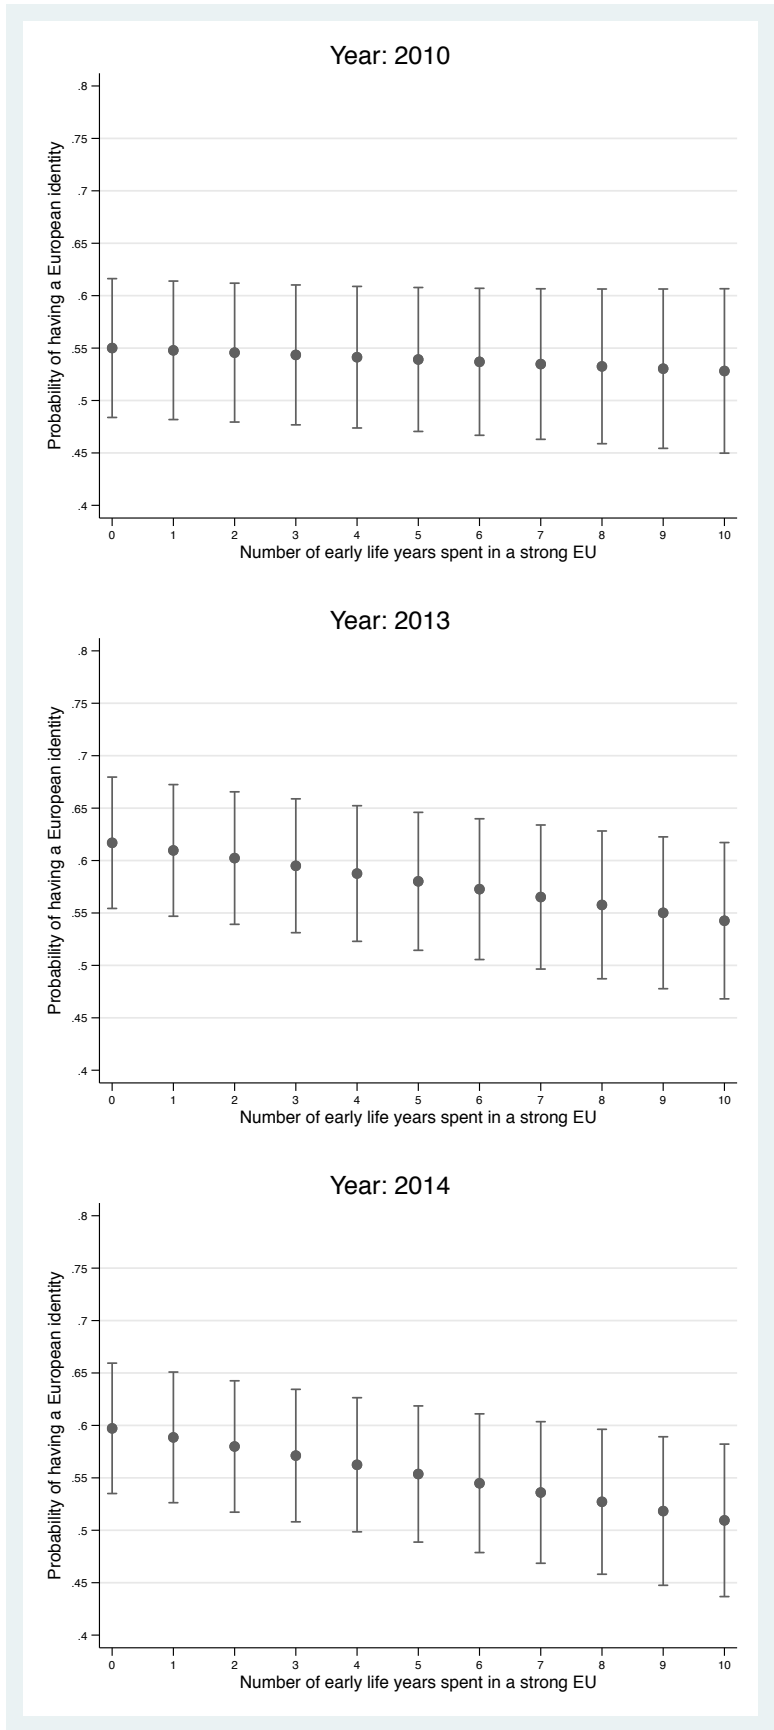 Year: 2010
Probability of having a European identity
.8
.75
.7
.65
.6
.55
.5
.45
.4
0 1 2 3 4 5 6 7 8 9 10
Number of early life years spent in a strong EU
Year: 2013
Probability of having a European identity
.8
.75
.7
.65
.6
.55
.5
.45
.4
0 1 2 3 4 5 6 7 8 9 10
Number of early life years spent in a strong EU
Year: 2014
Probability of having a European identity
.8
.75
.7
.65
.6
.55
.5
.45
.4
0 1 2 3 4 5 6 7 8 9 10
Number of early life years spent in a strong EU